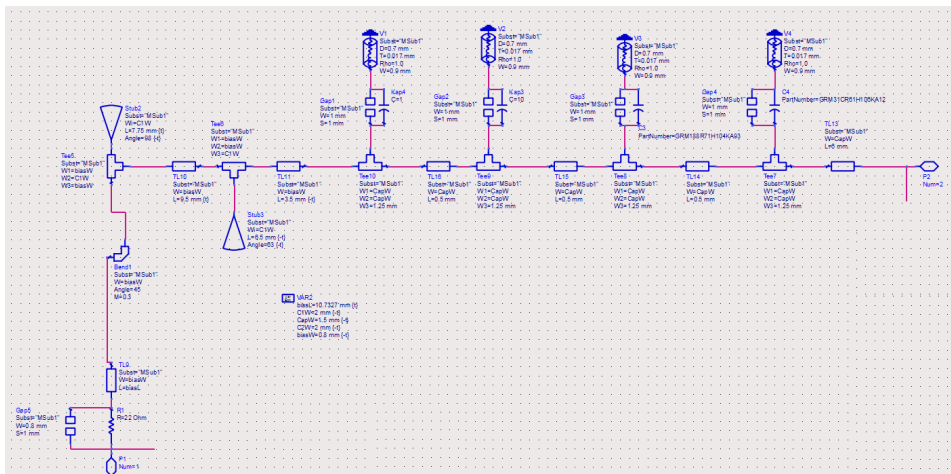 V1
Subst="MSub1"
D=0.7 mm
T=0.017 mm
Rho=1.0
W=0.9 mm
V2
Subst="MSub1"
D=0.7 mm
T=0.017 mm
Rho=1.0
W=0.9 mm
V3
Subst="MSub1"
D=0.7 mm
T=0.017 mm
Rho=1.0
W=0.9 mm
V4
Subst="MSub1"
D=0.7 mm
T=0.017 mm
Rho=1.0
W=0.9 mm
Gap1
Subst="MSub1"
W=1 mm
S=1 mm
Kap4
C=1
Gap2
Subst="MSub1"
W=1 mm
S=1 mm
Kap3
C=10
Gap3
Subst="MSub1"
W=1 mm
S=1 mm
C3
PartNumber=GRM188R71H104KA93
Gap4
Subst="MSub1"
W=1 mm
S=1 mm
C4
PartNumber=GRM31CR61H106KA12
Stub2
Subst="MSub1"
Wi=C1W
L=7.75 mm {t}
Angle=98 {-t}
Tee5
Subst="MSub1"
W1=biasW
W2=C1W
W3=biasW
TL10
Subst="MSub1"
W=biasW
L=9.5 mm {t}
Tee6
Subst="MSub1"
W1=biasW
W2=biasW
W3=C1W
TL11
Subst="MSub1"
W=biasW
L=3.5 mm {-t}
Tee10
Subst="MSub1"
W1=CapW
W2=CapW
W3=1.25 mm
TL16
Subst="MSub1"
W=CapW
L=0.5 mm
Tee9
Subst="MSub1"
W1=CapW
W2=CapW
W3=1.25 mm
TL15
Subst="MSub1"
W=CapW
L=0.5 mm
Tee8
Subst="MSub1"
W1=CapW
W2=CapW
W3=1.25 mm
TL14
Subst="MSub1"
W=CapW
L=0.5 mm
Tee7
Subst="MSub1"
W1=CapW
W2=CapW
W3=1.25 mm
TL13
Subst="MSub1"
W=CapW
L=6 mm
P2
Num=2
Stub3
Subst="MSub1"
Wi=C1W
L=6.5 mm {-t}
Angle=63 {-t}
Bend1
Subst="MSub1"
W=biasW
Angle=45
M=0.3
VAR2
biasL=10.7327 mm {t}
C1W=2 mm {-t}
CapW=1.5 mm {-t}
C2W=2 mm {-t}
biasW=0.8 mm {-t}
TL9
Subst="MSub1"
W=biasW
L=biasL
Gap5
Subst="MSub1"
W=0.8 mm
S=1 mm
R1
R=22 Ohm
P1
Num=1